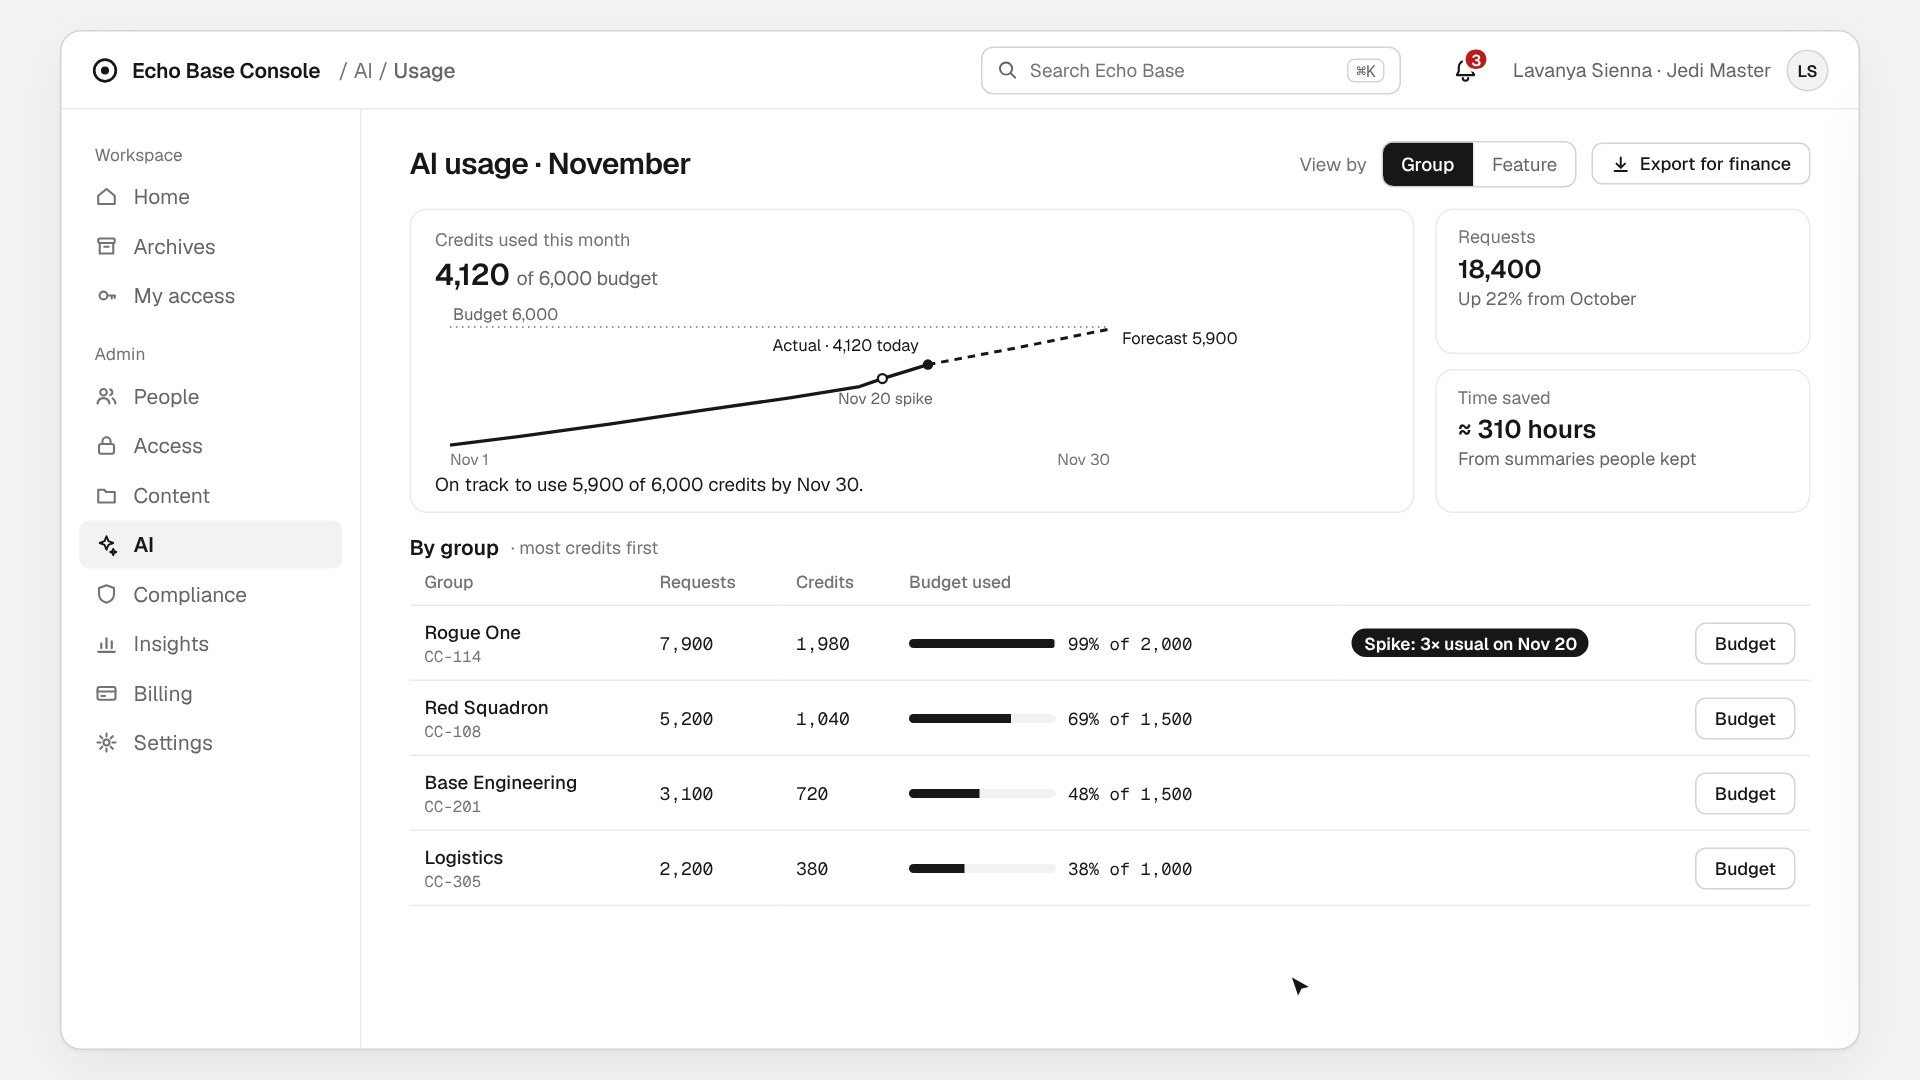 Echo Base Console / AI / Usage
Search Echo Base ⌘K
3
Lavanya Sienna · Jedi Master LS
Workspace
Home
Archives
My access
Admin
People
Access
Content
AI
Compliance
Insights
Billing
Settings
AI usage · November
View by Group Feature
Export for finance
Credits used this month
4,120 of 6,000 budget
Budget 6,000
Actual · 4,120 today
Forecast 5,900
Nov 20 spike
Nov 1 Nov 30
On track to use 5,900 of 6,000 credits by Nov 30.
Requests
18,400
Up 22% from October
Time saved
≈ 310 hours
From summaries people kept
By group · most credits first
Group Requests Credits Budget used
Rogue One
CC-114
7,900 1,980 99% of 2,000 Spike: 3× usual on Nov 20 Budget
Red Squadron
CC-108
5,200 1,040 69% of 1,500 Budget
Base Engineering
CC-201
3,100 720 48% of 1,500 Budget
Logistics
CC-305
2,200 380 38% of 1,000 Budget